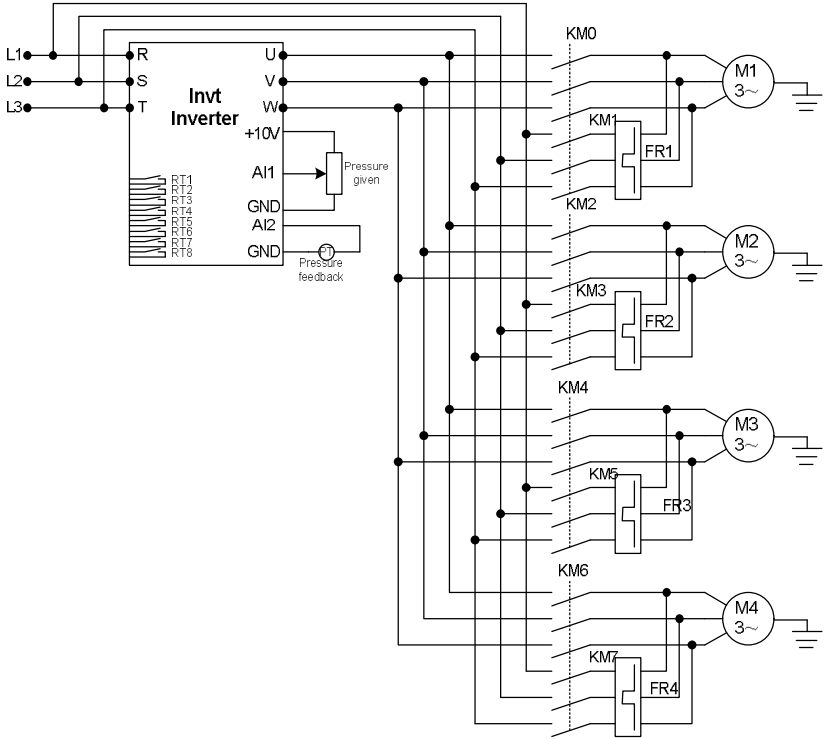 L1
L2
L3
R
S
T
U
V
W
Invt
Inverter
+10V
AI1
GND
AI2
GND
RT1
RT2
RT3
RT4
RT5
RT6
RT7
RT8
Pressure
given
PT
Pressure
feedback
KM0
M1
3~
KM1
FR1
KM2
M2
3~
KM3
FR2
KM4
M3
3~
KM5
FR3
KM6
M4
3~
KM7
FR4